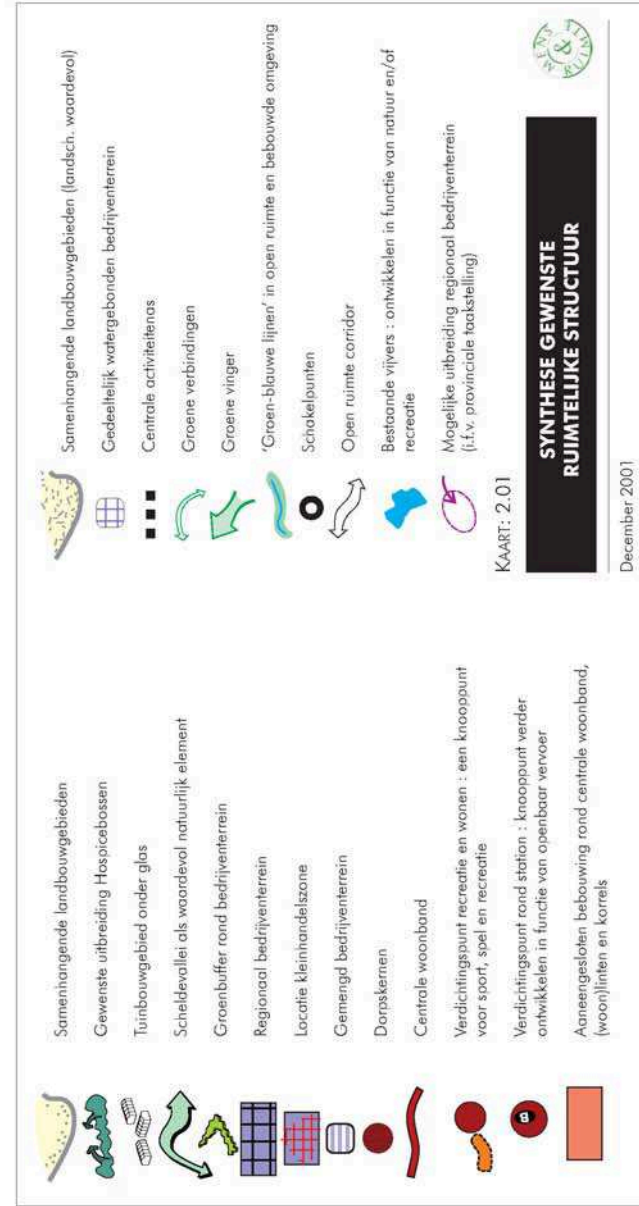 Samenhangende landbouwgebieden
Gewenste uitbreiding Hospicebossen
Tuinbouwgebied onder glas
Scheldevallei als waardevol natuurlijk element
Groenbuffer rond bedrijventerrein
Regionaal bedrijventerrein
Locatie kleinhandelszone
Gemengd bedrijventerrein
Dorpskernen
Centrale woonband
Verdichtingspunt recreatie en wonen : een knooppunt
voor sport, spel en recreatie
Verdichtingspunt rond station : knooppunt verder
ontwikkelen in functie van openbaar vervoer
Aaneengesloten bebouwing rond centrale woonband,
(woon)linten en korrels
Samenhangende landbouwgebieden (landsch. waardevol)
Gedeeltelijk watergebonden bedrijventerrein
Centrale activiteitenas
Groene verbindingen
Groene vinger
'Groen-blauwe lijnen' in open ruimte en bebouwde omgeving
Schakelpunten
Open ruimte corridor
Bestaande vijvers : ontwikkelen in functie van natuur en/of
recreatie
Mogelijke uitbreiding regionaal bedrijventerrein
(i.f.v. provinciale taakstelling)
KAART: 2.01
SYNTHESE GEWENSTE
RUIMTELIJKE STRUCTUUR
MENS
&
RUIMTE
December 2001